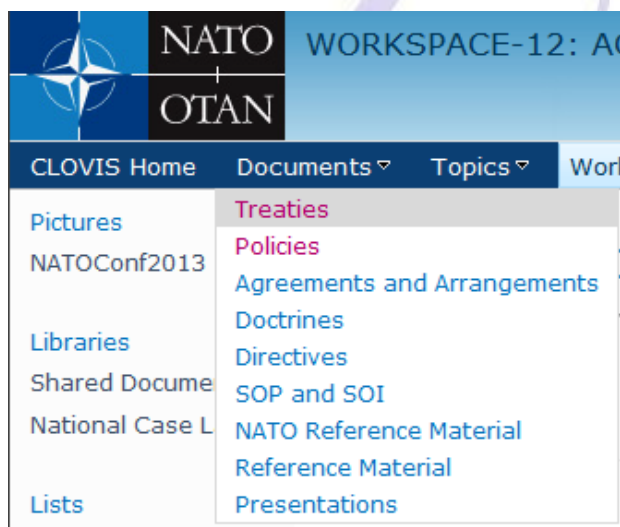 NATO
OTAN
WORKSPACE-12:
CLOVIS Home Documents Topics
Pictures
NATOConf2013
Libraries
Shared
National Case
Lists
Treaties
Policies
Agreements and Arrangements
Doctrines
Directives
SOP and SOI
NATO Reference Material
Reference Material
Presentations